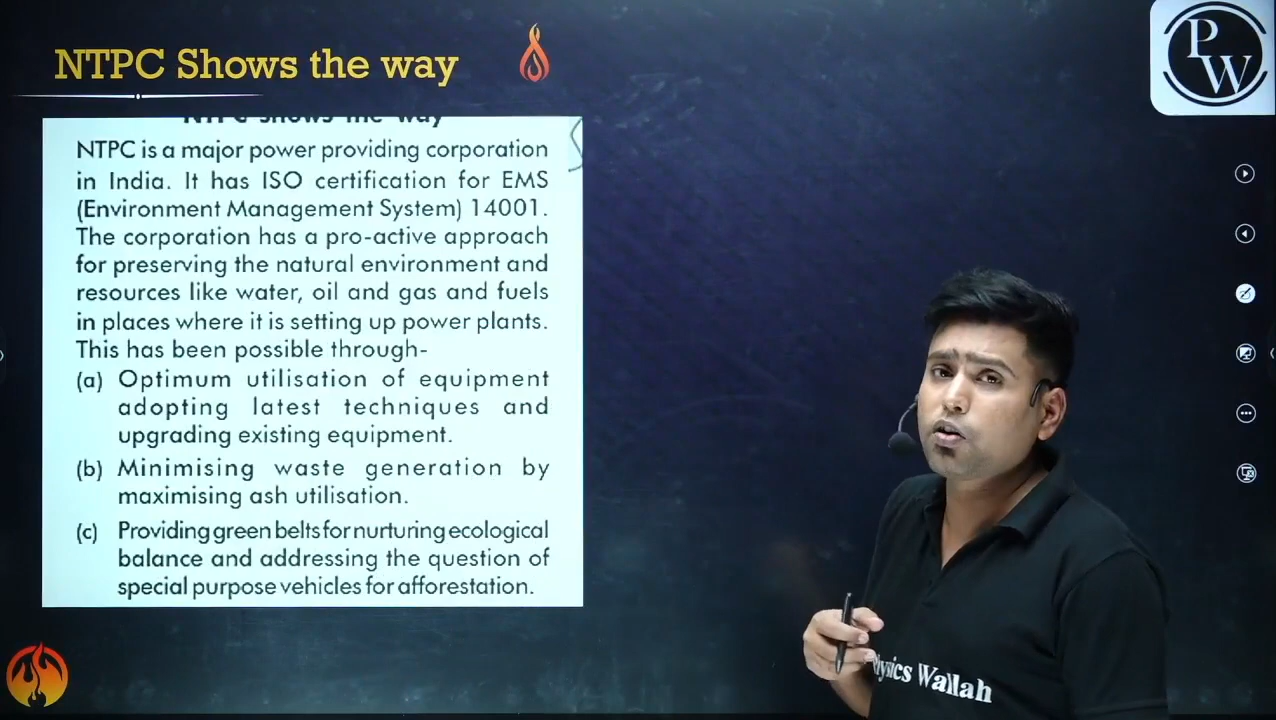 NTPC Shows the way
PW
NTPC Shows the way
NTPC is a major power providing corporation
in India. It has ISO certification for EMS
(Environment Management System) 14001.
The corporation has a pro-active approach
for preserving the natural environment and
resources like water, oil and gas and fuels
in places where it is setting up power plants.
This has been possible through-
(a) Optimum utilisation of equipment
adopting latest techniques and
upgrading existing equipment.
(b) Minimising waste generation by
maximising ash utilisation.
(c) Providing green belts for nurturing ecological
balance and addressing the question of
special purpose vehicles for afforestation.
Physics Wallah